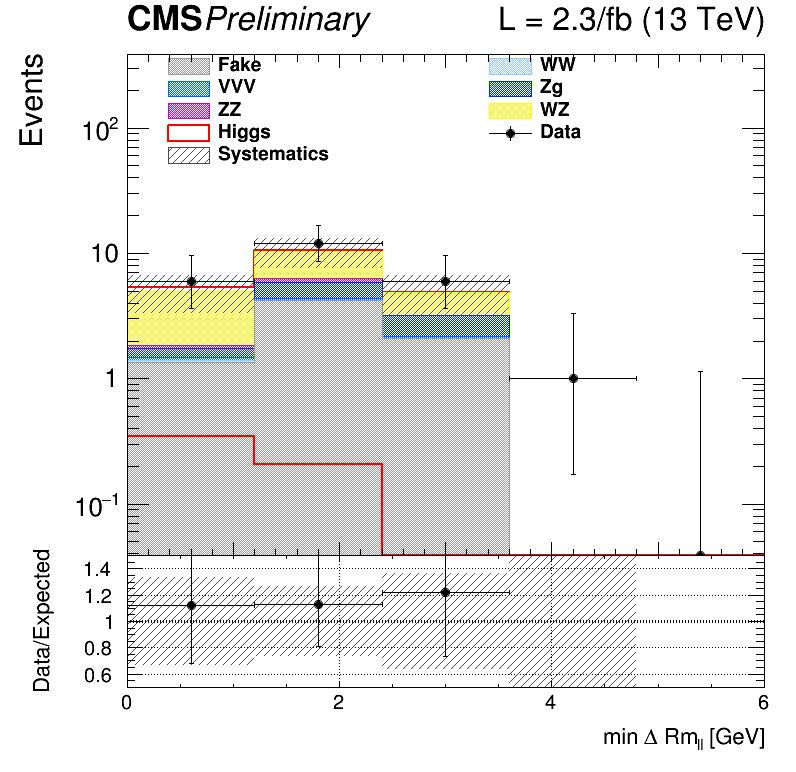 CMS Preliminary L = 2.3/fb (13 TeV)
Events
Fake WW
VVV Zg
ZZ WZ
Higgs Data
Systematics
10²
10
1
10⁻¹
Data/Expected
1.4
1.2
1
0.8
0.6
0 2 4 6
min Δ Rm_ll [GeV]